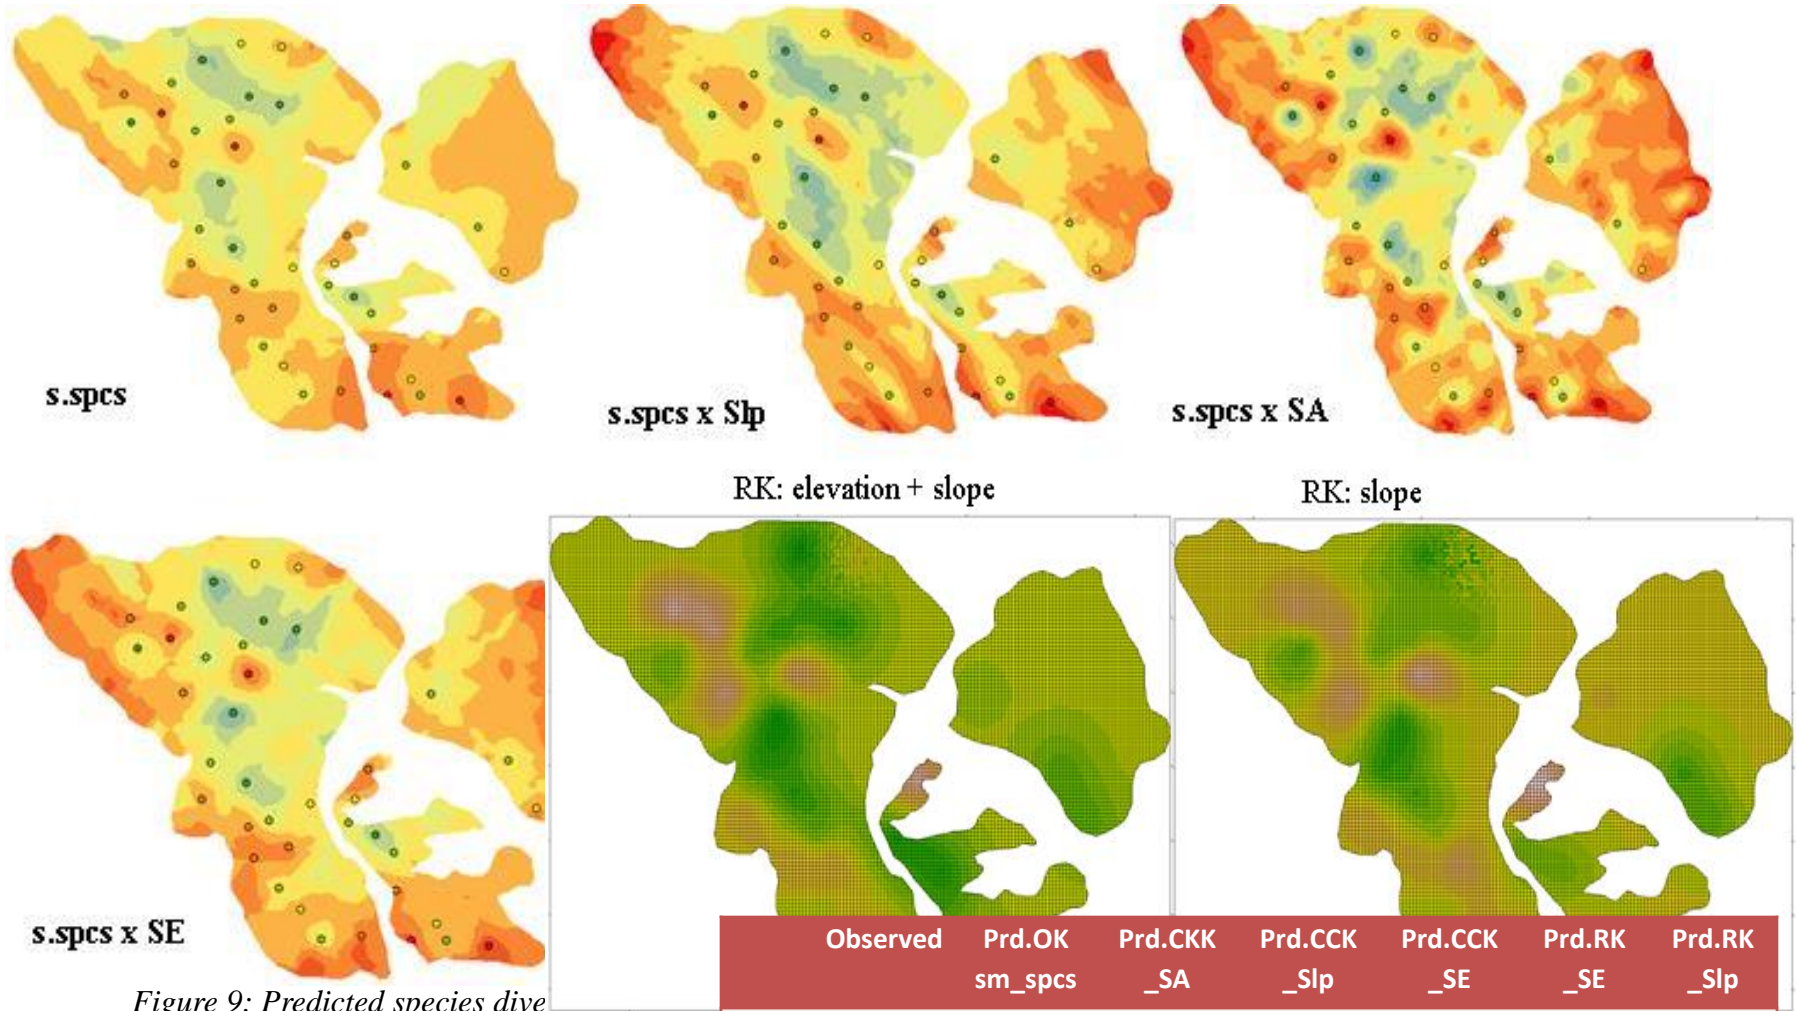 s.spcs
s.spcs x Slp
s.spcs x SA
RK: elevation + slope
RK: slope
s.spcs x SE
Figure 9: Predicted species dive
Observed Prd.OK Prd.CKK Prd.CCK Prd.CCK Prd.RK Prd.RK
sm_spcs _SA _Slp _SE _SE _Slp